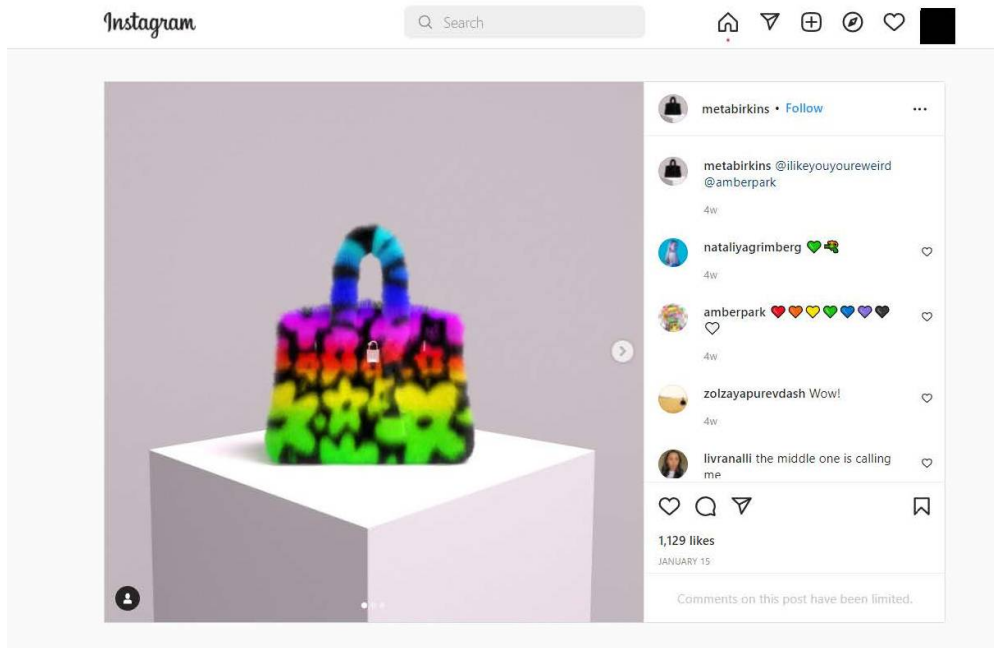 Instagram
Search
metabirkins • Follow
metabirkins @ilikeyouyoureweird
@amberpark
4w
nataliyagrimberg 💚🔫
4w
amberpark ❤️🧡💛💚💙💜🖤
🤍
4w
zolzayapurevdash Wow!
4w
livranalli the middle one is calling
me
1,129 likes
JANUARY 15
Comments on this post have been limited.